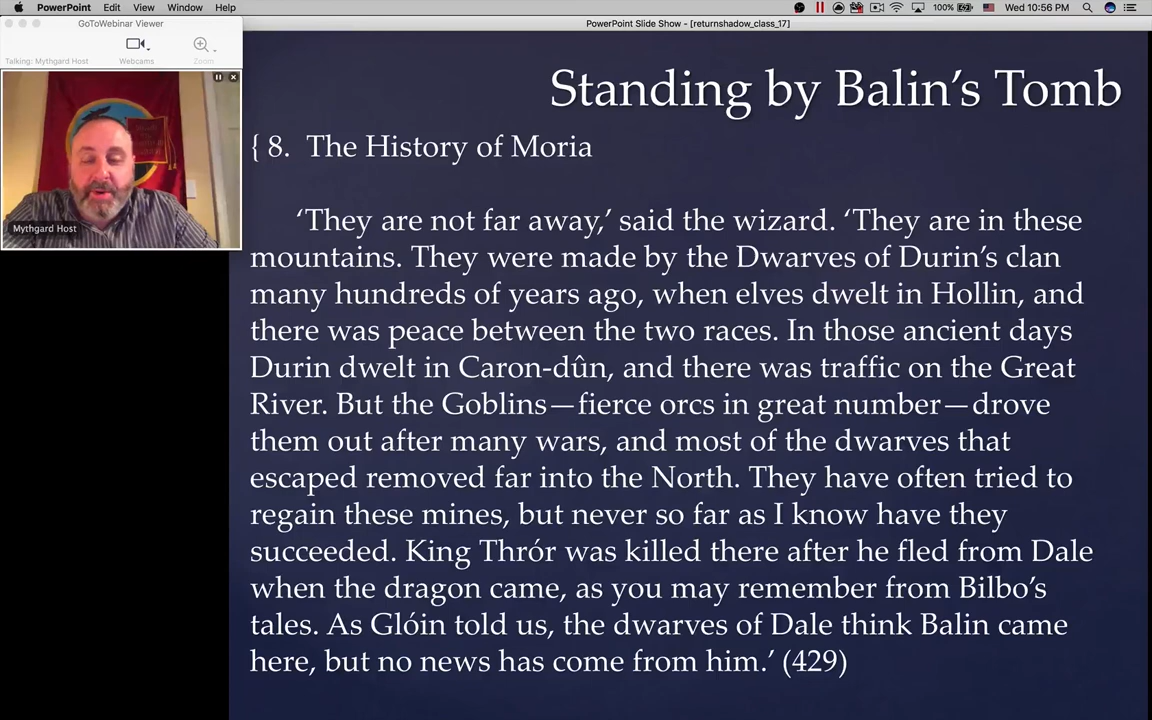 PowerPoint Edit View Window Help 100% Wed 10:56 PM
GoToWebinar Viewer
PowerPoint Slide Show - [returnshadow_class_17]
Talking: Mythgard Host Webcams Zoom
Mythgard Host
Standing by Balin’s Tomb
{ 8. The History of Moria
‘They are not far away,’ said the wizard. ‘They are in these
mountains. They were made by the Dwarves of Durin’s clan
many hundreds of years ago, when elves dwelt in Hollin, and
there was peace between the two races. In those ancient days
Durin dwelt in Caron-dûn, and there was traffic on the Great
River. But the Goblins—fierce orcs in great number—drove
them out after many wars, and most of the dwarves that
escaped removed far into the North. They have often tried to
regain these mines, but never so far as I know have they
succeeded. King Thrór was killed there after he fled from Dale
when the dragon came, as you may remember from Bilbo’s
tales. As Glóin told us, the dwarves of Dale think Balin came
here, but no news has come from him.’ (429)